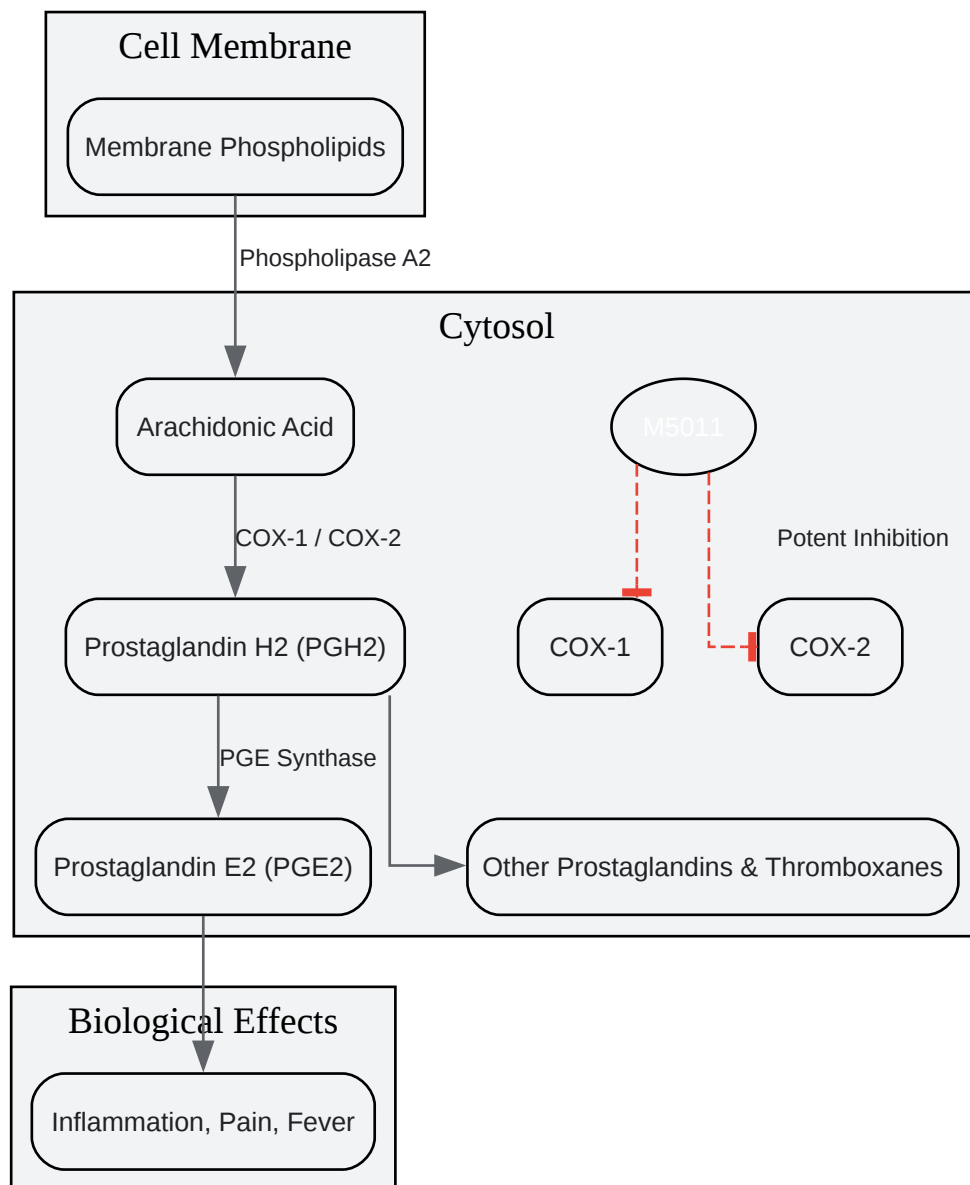 Cell Membrane
Membrane Phospholipids
Phospholipase A2
Cytosol
Arachidonic Acid
M5011
COX-1 / COX-2
Potent Inhibition
Prostaglandin H2 (PGH2)
COX-1
COX-2
PGE Synthase
Prostaglandin E2 (PGE2)
Other Prostaglandins & Thromboxanes
Biological Effects
Inflammation, Pain, Fever